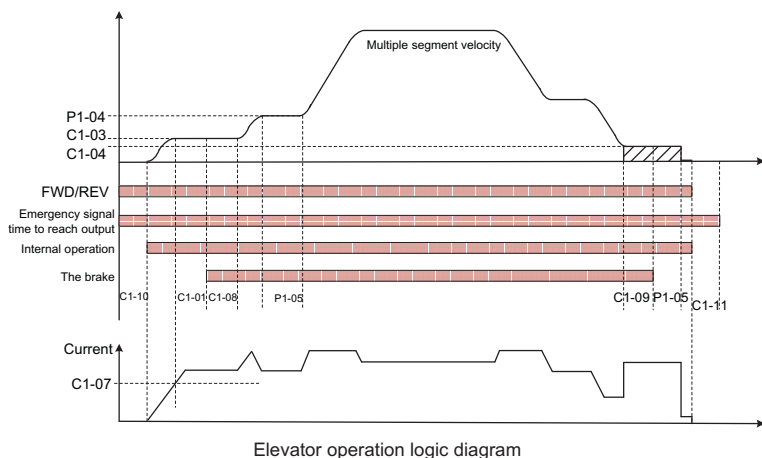 Multiple segment velocity
P1-04
C1-03
C1-04
FWD/REV
Emergency signal
time to reach output
Internal operation
The brake
C1-10
C1-01
C1-08
P1-05
C1-09
P1-05
C1-11
Current
C1-07
Elevator operation logic diagram